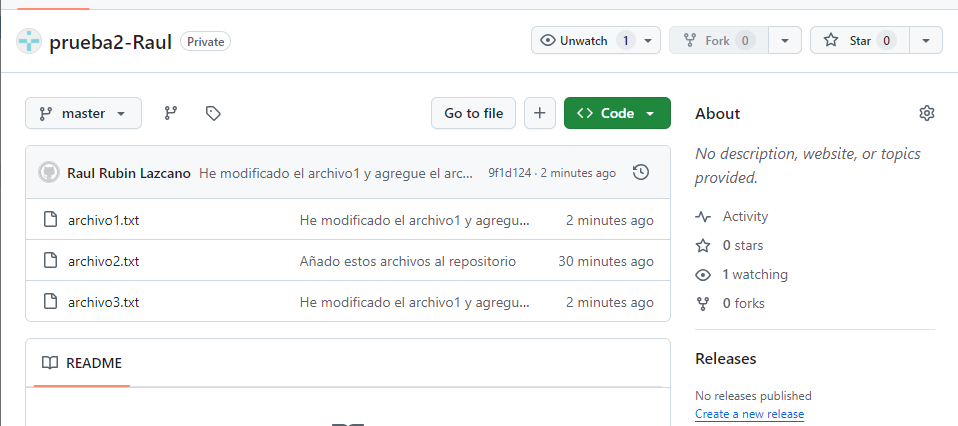 prueba2-Raul Private Unwatch 1 Fork 0 Star 0
master Go to file Code
Raul Rubin Lazcano He modificado el archivo1 y agregue el arc... 9f1d124 · 2 minutes ago
archivo1.txt He modificado el archivo1 y agregu... 2 minutes ago
archivo2.txt Añado estos archivos al repositorio 30 minutes ago
archivo3.txt He modificado el archivo1 y agregu... 2 minutes ago
README
About
No description, website, or topics
provided.
Activity
0 stars
1 watching
0 forks
Releases
No releases published
Create a new release